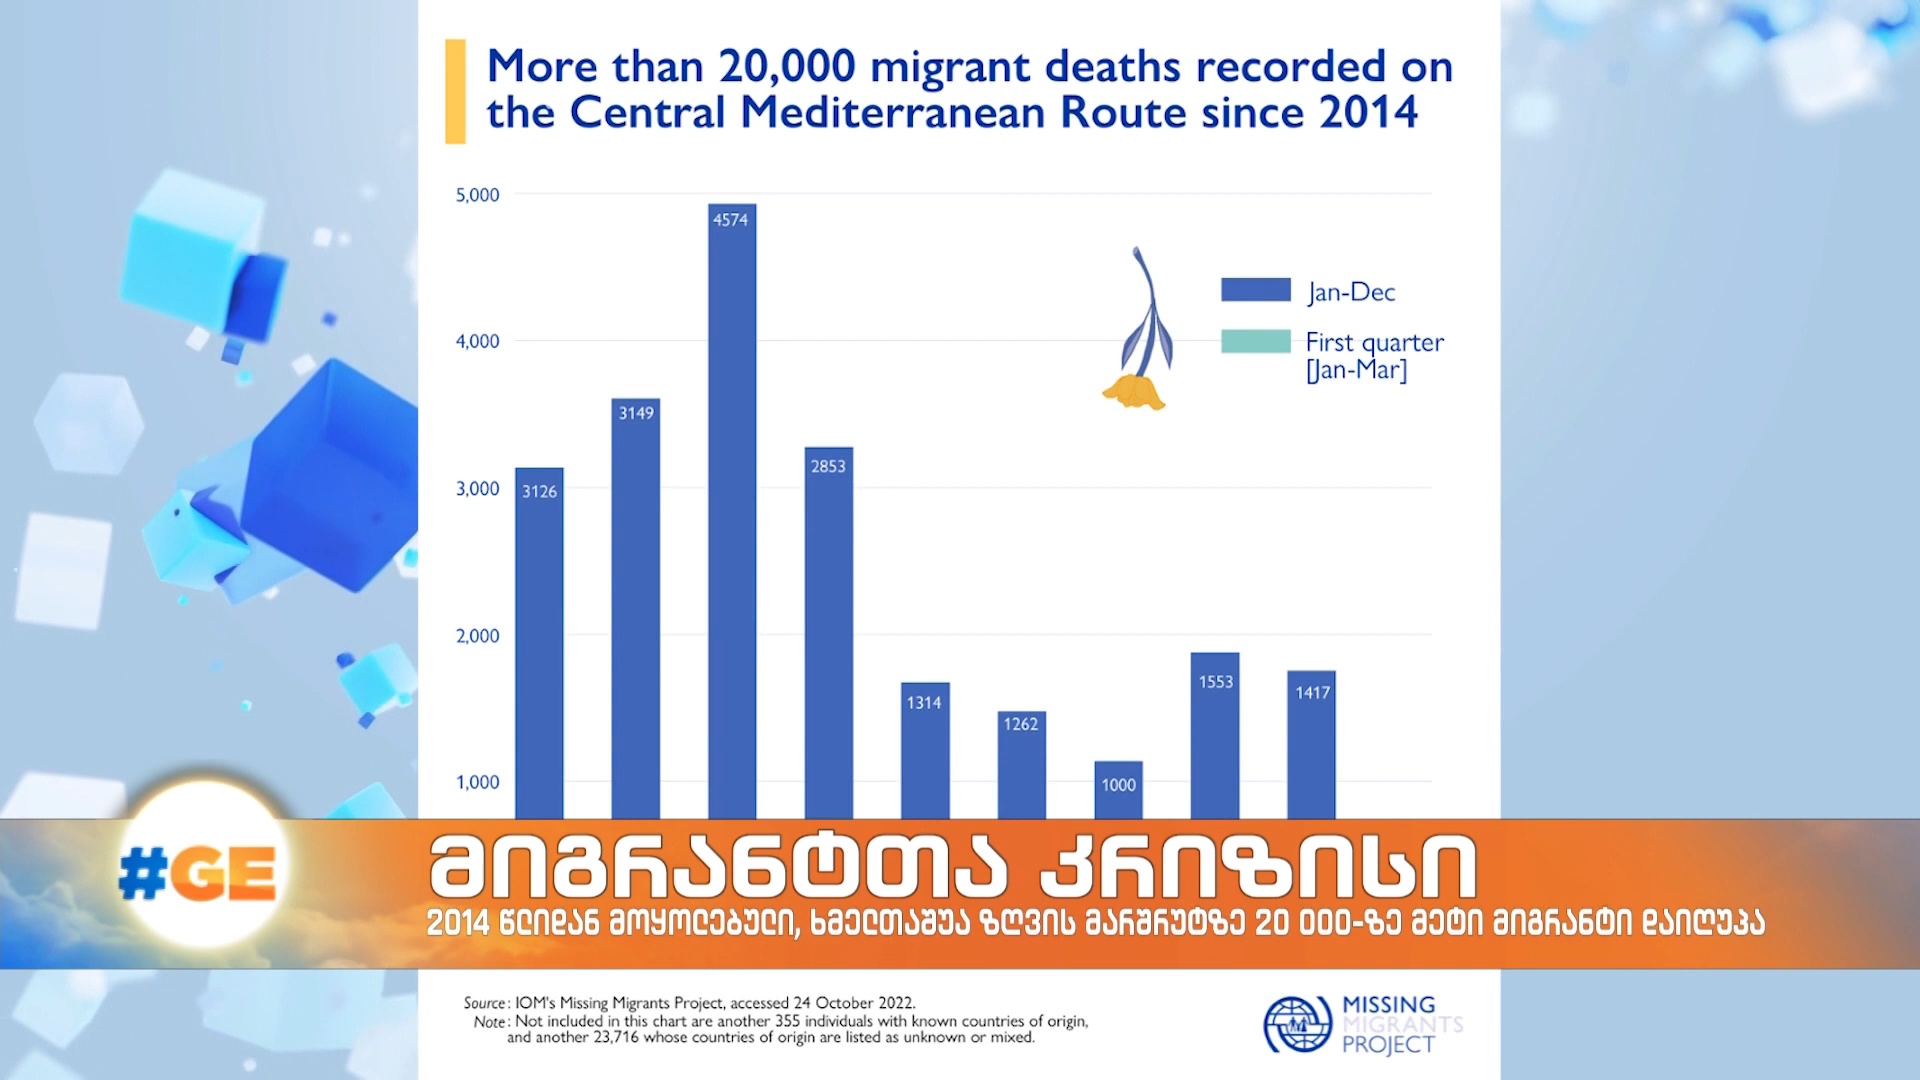 More than 20,000 migrant deaths recorded on
the Central Mediterranean Route since 2014
5,000
4574
Jan-Dec
4,000
First quarter
[Jan-Mar]
3149
2853
3,000
3126
2,000
1553
1417
1314
1262
1,000
1000
#GE
მიგრანტთა კრიზისი
2014 წლიდან მოყოლებული, ხმელთაშუა ზღვის მარშრუტზე 20 000-ზე მეტი მიგრანტი დაიღუპა
Source: IOM's Missing Migrants Project, accessed 24 October 2022.
Note: Not included in this chart are another 355 individuals with known countries of origin,
and another 23,716 whose countries of origin are listed as unknown or mixed.
MISSING
MIGRANTS
PROJECT